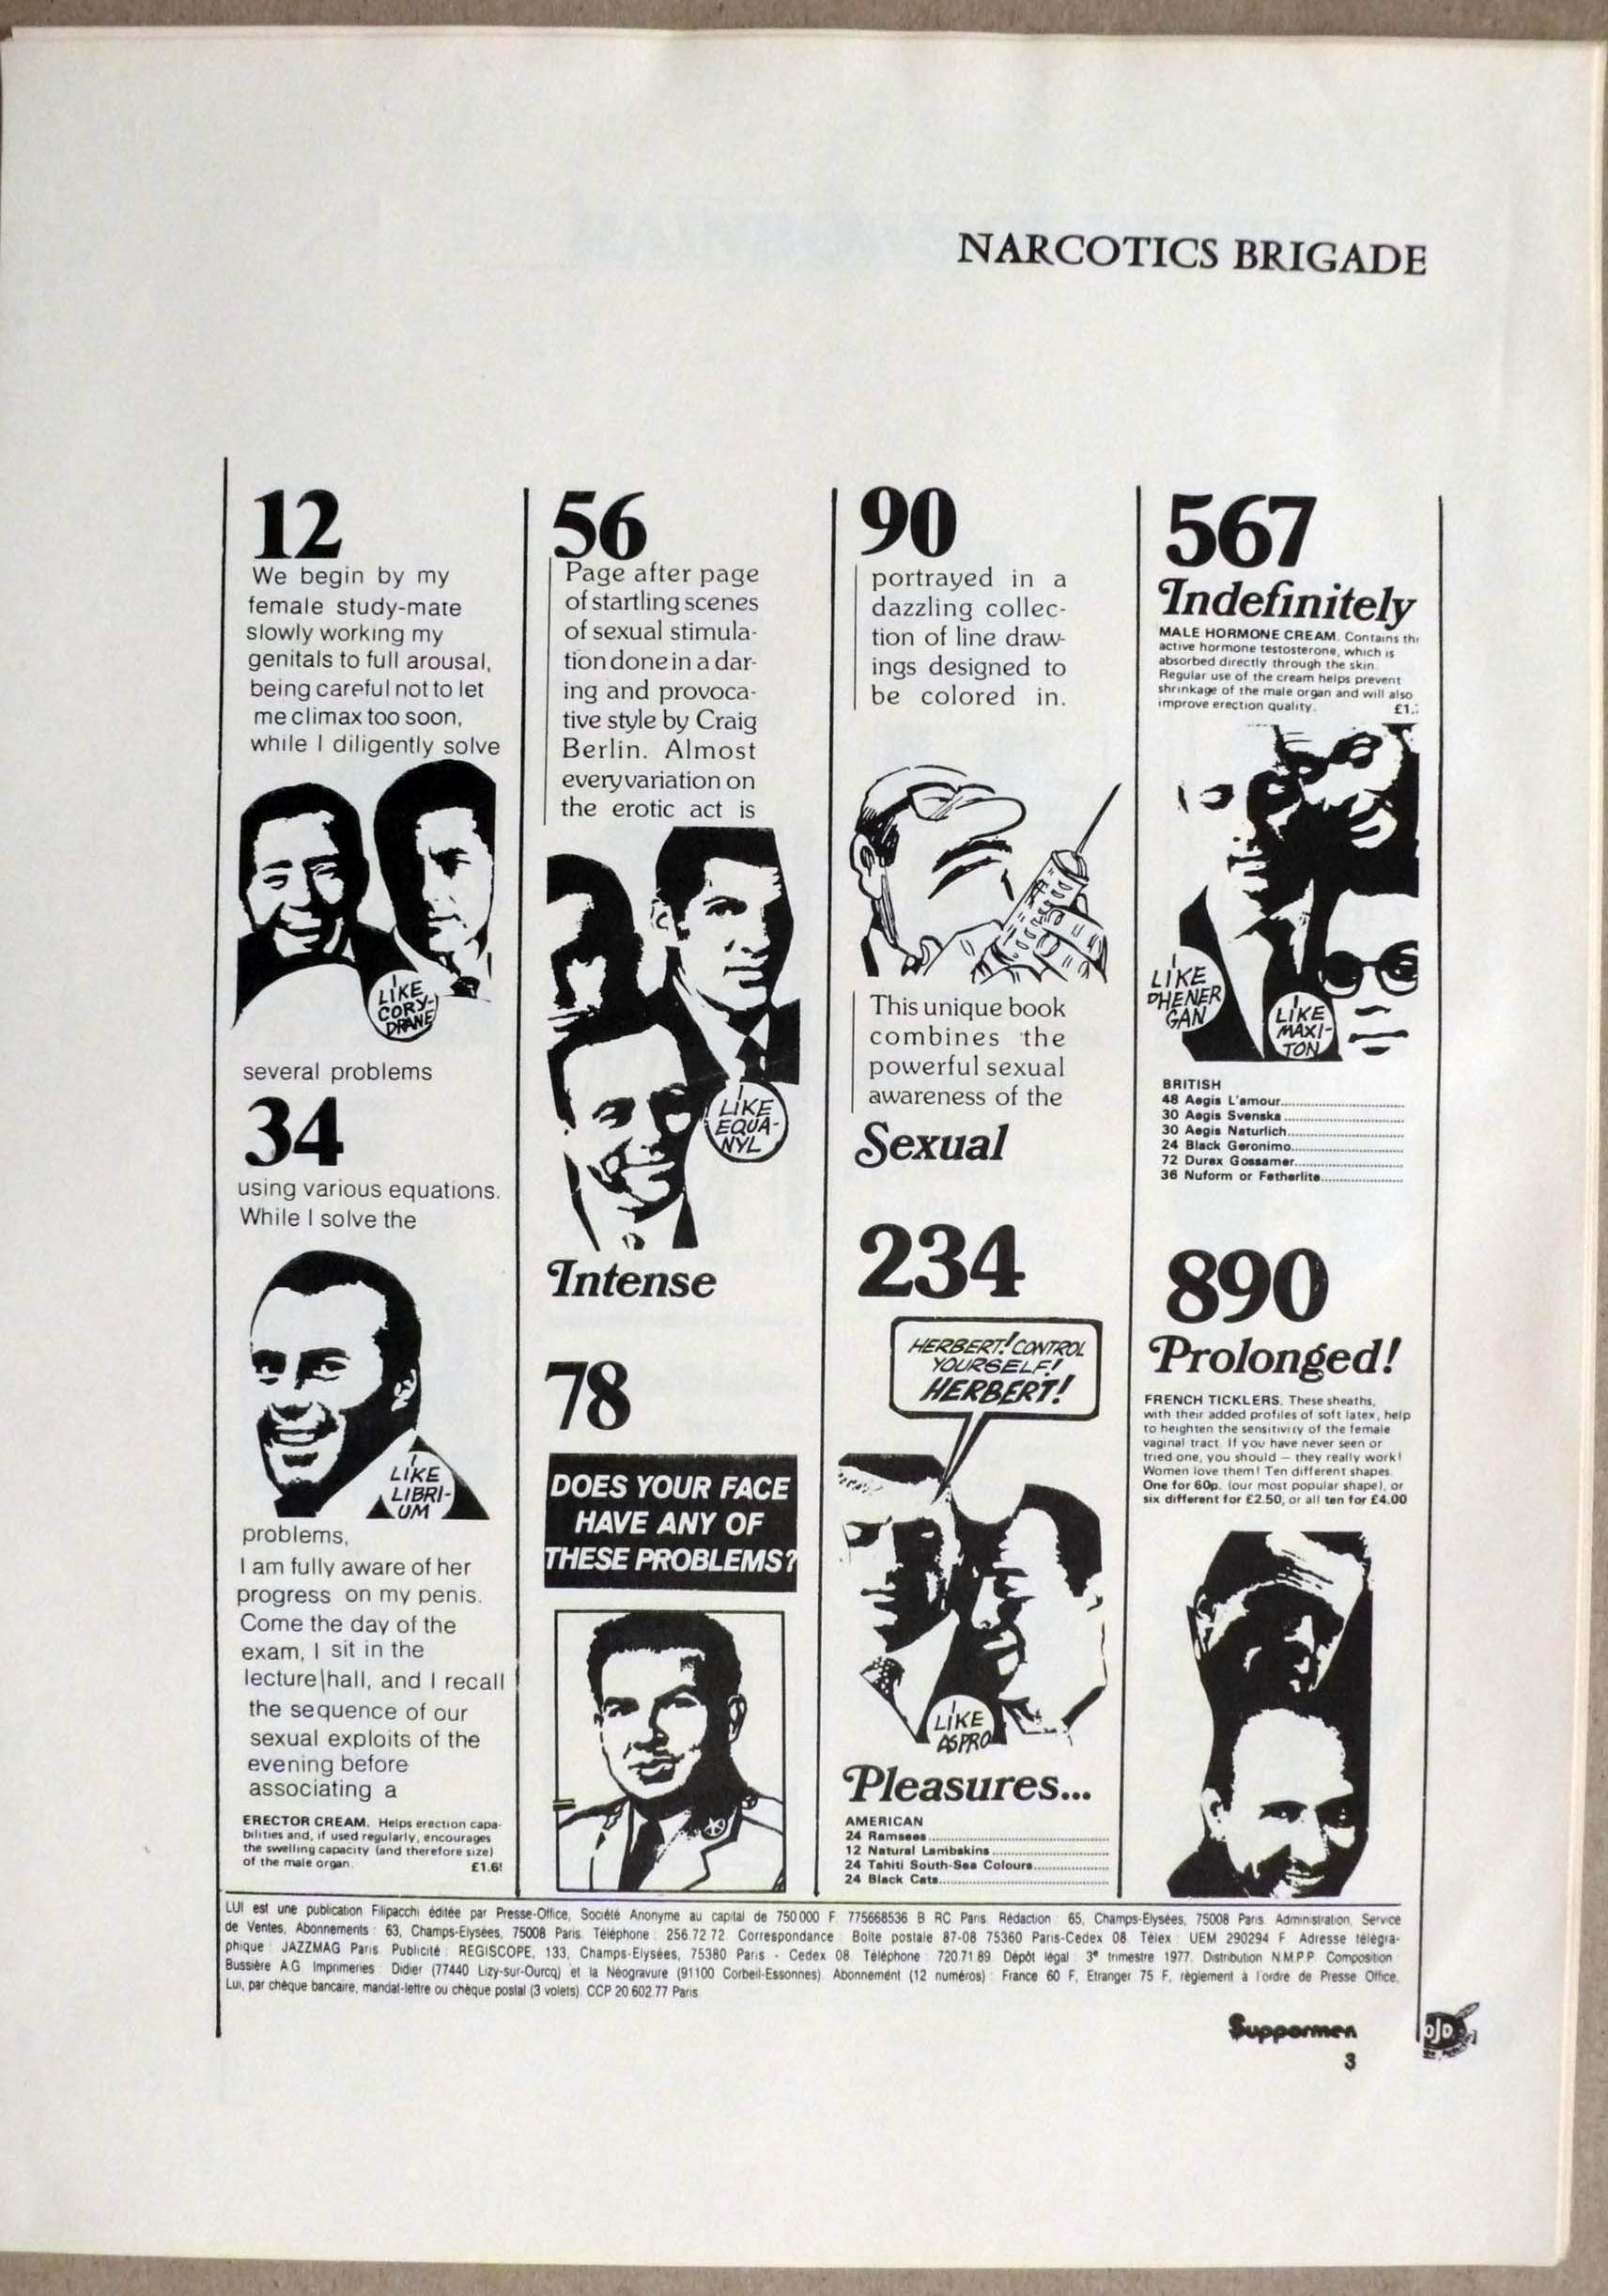 NARCOTICS BRIGADE
12
We begin by my
female study-mate
slowly working my
genitals to full arousal,
being careful not to let
me climax too soon,
while I diligently solve
I
LIKE
CORY-
DRANE
several problems
34
using various equations.
While I solve the
I
LIKE
LIBRI-
UM
problems,
I am fully aware of her
progress on my penis.
Come the day of the
exam, I sit in the
lecture hall, and I recall
the sequence of our
sexual exploits of the
evening before
associating a
ERECTOR CREAM. Helps erection capa-
bilities and, if used regularly, encourages
the swelling capacity (and therefore size)
of the male organ. £1.6
56
Page after page
of startling scenes
of sexual stimula-
tion done in a dar-
ing and provoca-
tive style by Craig
Berlin. Almost
every variation on
the erotic act is
I
LIKE
EQUA-
NYL
Intense
78
DOES YOUR FACE
HAVE ANY OF
THESE PROBLEMS?
90
portrayed in a
dazzling collec-
tion of line draw-
ings designed to
be colored in.
This unique book
combines the
powerful sexual
awareness of the
Sexual
234
HERBERT! CONTROL
YOURSELF!
HERBERT!
I
LIKE
ASPRO
Pleasures...
AMERICAN
24 Ramsees
12 Natural Lambskins
24 Tahiti South-Sea Colours
24 Black Cats
567
Indefinitely
MALE HORMONE CREAM. Contains th
active hormone testosterone, which is
absorbed directly through the skin.
Regular use of the cream helps prevent
shrinkage of the male organ and will also
improve erection quality. £1.
I
LIKE
PHENER
GAN
I
LIKE
MAXI-
TON
BRITISH
48 Aegis L'amour
30 Aegis Svenska
30 Aegis Naturlich
24 Black Geronimo
72 Durex Gossamer
36 Nuform or Fetherlite
890
Prolonged!
FRENCH TICKLERS. These sheaths,
with their added profiles of soft latex, help
to heighten the sensitivity of the female
vaginal tract. If you have never seen or
tried one, you should — they really work!
Women love them! Ten different shapes.
One for 60p. (our most popular shape), or
six different for £2.50, or all ten for £4.00
LUI est une publication Filipacchi éditée par Presse-Office, Société Anonyme au capital de 750 000 F. 775668536 B RC Paris. Rédaction : 65, Champs-Elysées, 75008 Paris. Administration, Service
de Ventes, Abonnements : 63, Champs-Elysées, 75008 Paris. Téléphone : 256.72.72. Correspondance : Boîte postale 87-08 75360 Paris-Cedex 08. Télex : UEM 290294 F. Adresse télégra-
phique : JAZZMAG Paris. Publicité : REGISCOPE, 133, Champs-Elysées, 75380 Paris - Cedex 08. Téléphone : 720.71.89. Dépôt légal : 3e trimestre 1977. Distribution N.M.P.P. Composition :
Bussière A.G. Imprimeries : Didier (77440 Lizy-sur-Ourcq) et la Néogravure (91100 Corbeil-Essonnes). Abonnement (12 numéros) : France 60 F, Etranger 75 F, règlement à l'ordre de Presse Office,
Lui, par chèque bancaire, mandat-lettre ou chèque postal (3 volets). CCP 20.602.77 Paris.
Suppormen
OJD
3